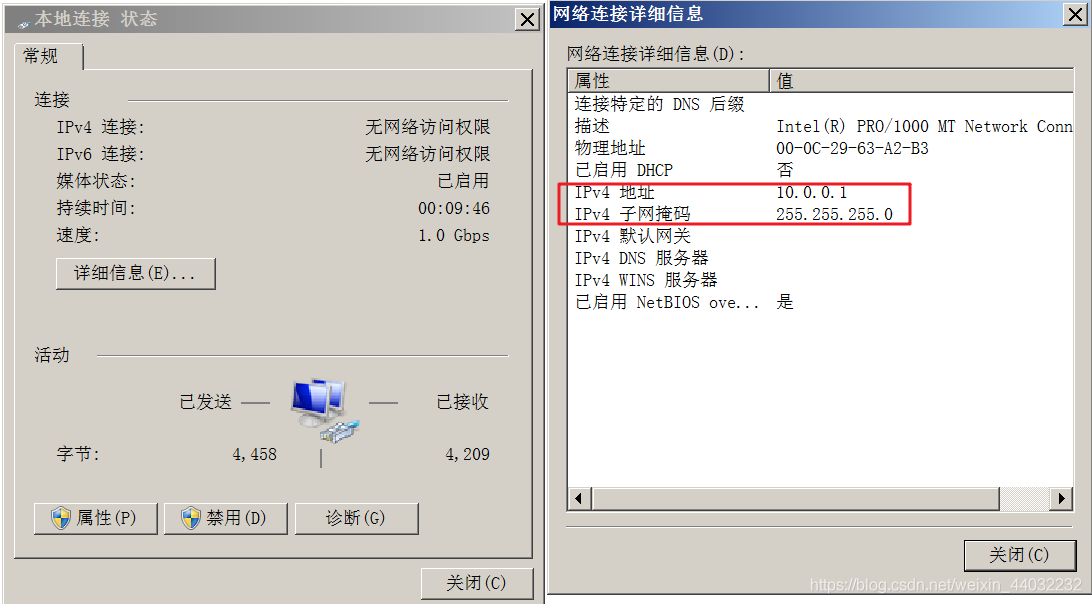 本地连接 状态
常规
连接
IPv4 连接: 无网络访问权限
IPv6 连接: 无网络访问权限
媒体状态: 已启用
持续时间: 00:09:46
速度: 1.0 Gbps
详细信息(E)...
活动
已发送 已接收
字节: 4,458 4,209
属性(P) 禁用(D) 诊断(G)
关闭(C)
网络连接详细信息
网络连接详细信息(D):
属性 值
连接特定的 DNS 后缀
描述 Intel(R) PRO/1000 MT Network Conn
物理地址 00-0C-29-63-A2-B3
已启用 DHCP 否
IPv4 地址 10.0.0.1
IPv4 子网掩码 255.255.255.0
IPv4 默认网关
IPv4 DNS 服务器
IPv4 WINS 服务器
已启用 NetBIOS ove... 是
关闭(C)
https://blog.csdn.net/weixin_44032232